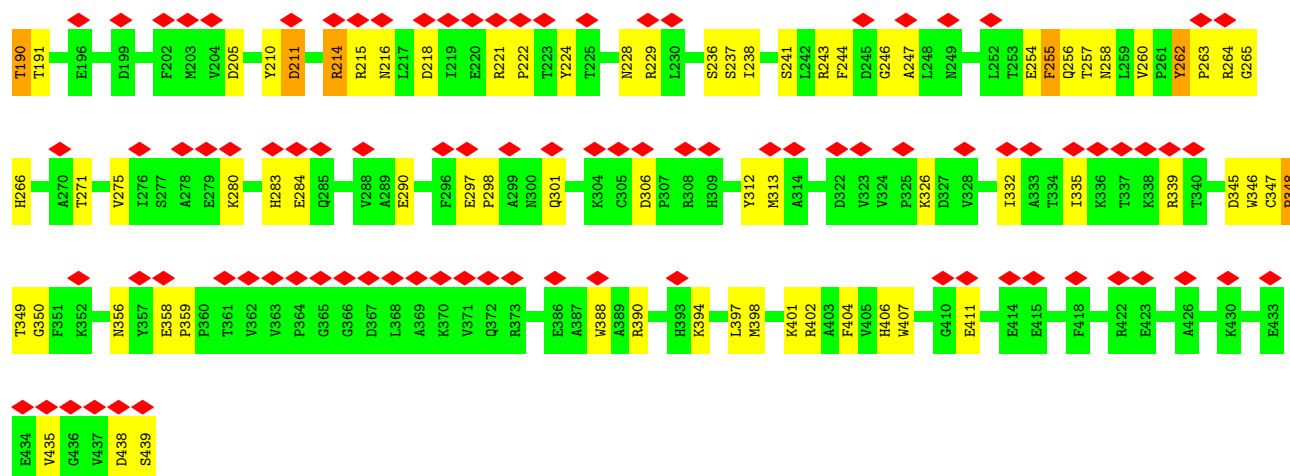 T190 T191 E196 D199 F202 M203 V204 D205 Y210 D211 R214 R215 N216 L217 D218 I219 E220 R221 P222 T223 Y224 T225 N228 R229 L230 S236 S237 I238 S241 L242 R243 F244 D245 G246 A247 L248 N249 L252 T253 E254 F255 Q256 T257 N258 L259 V260 P261 Y262 P263 R264 G265
H266 A270 T271 V275 I276 S277 A278 E279 K280 H283 E284 Q285 V288 A289 E290 F296 E297 P298 A299 N300 Q301 K304 C305 D306 P307 R308 H309 Y312 M313 A314 D322 V323 V324 P325 K326 D327 V328 I332 A333 T334 I335 K336 T337 K338 R339 T340 D345 W346 C347
T349 G350 F351 K352 N356 Y357 E358 P359 P360 T361 V362 V363 P364 G365 G366 D367 L368 A369 K370 V371 Q372 R373 E386 A387 W388 A389 R390 H393 K394 L397 M398 K401 R402 A403 F404 V405 H406 W407 G410 E411 E414 E415 F418 R422 E423 A426 K430 E433
E434 V435 G436 V437 D438 S439